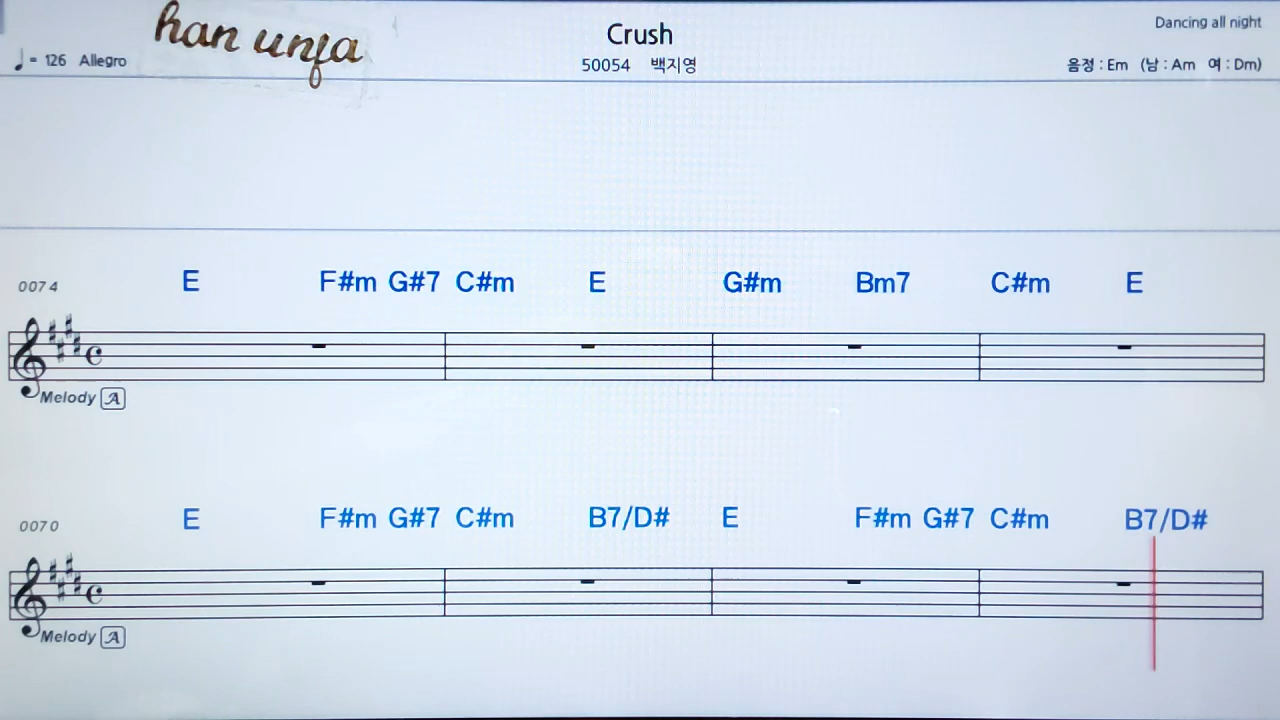 han unfa
Crush
Dancing all night
♩ = 126 Allegro
50054 백지영
음정 : Em (남 : Am 여 : Dm)
0074 E F#m G#7 C#m E G#m Bm7 C#m E
Melody A
0070 E F#m G#7 C#m B7/D# E F#m G#7 C#m B7/D#
Melody A